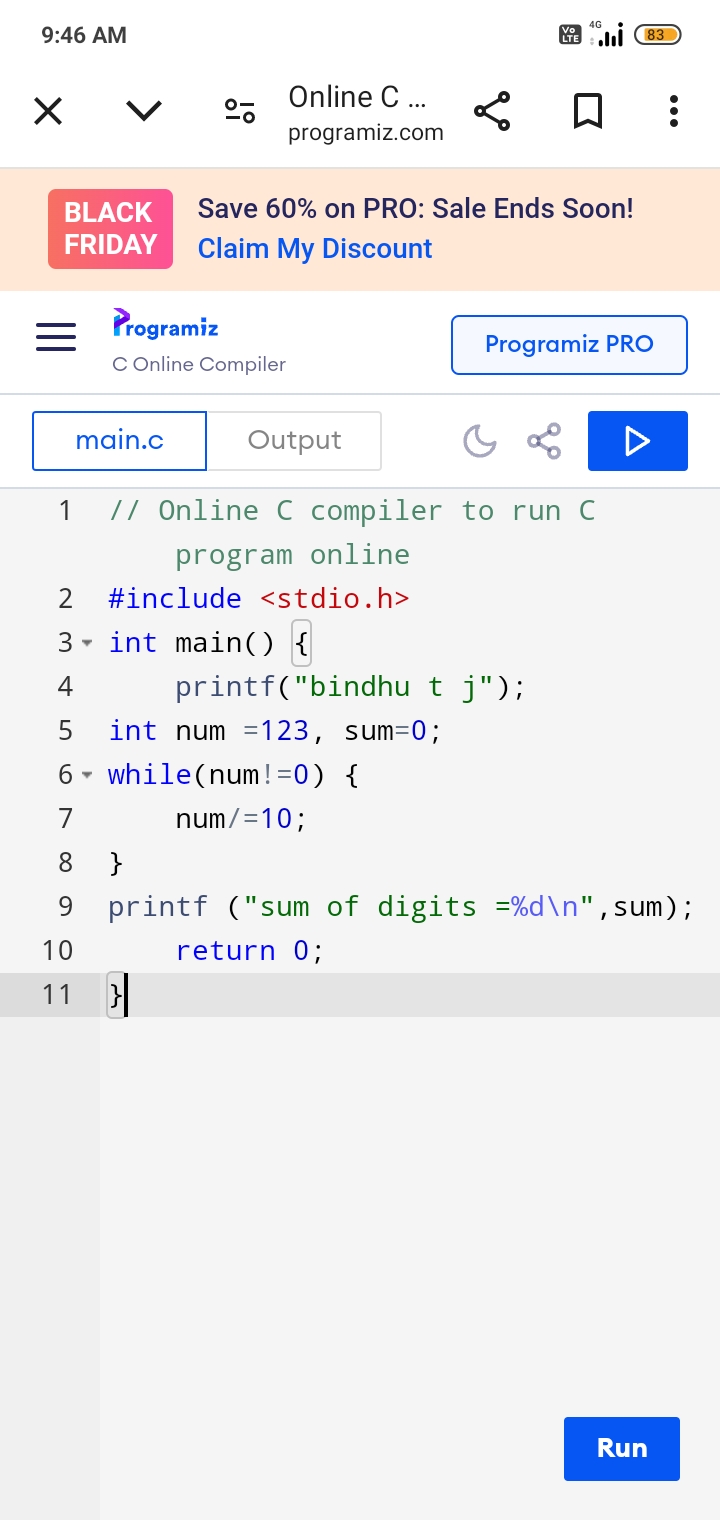 9:46 AM
Vo LTE 4G 83
Online C ...
programiz.com
BLACK FRIDAY
Save 60% on PRO: Sale Ends Soon!
Claim My Discount
Programiz
C Online Compiler
Programiz PRO
main.c
Output
1 // Online C compiler to run C
program online
2 #include <stdio.h>
3 int main() {
4     printf("bindhu t j");
5 int num =123, sum=0;
6 while(num!=0) {
7     num/=10;
8 }
9 printf ("sum of digits =%d\n",sum);
10     return 0;
11 }
Run